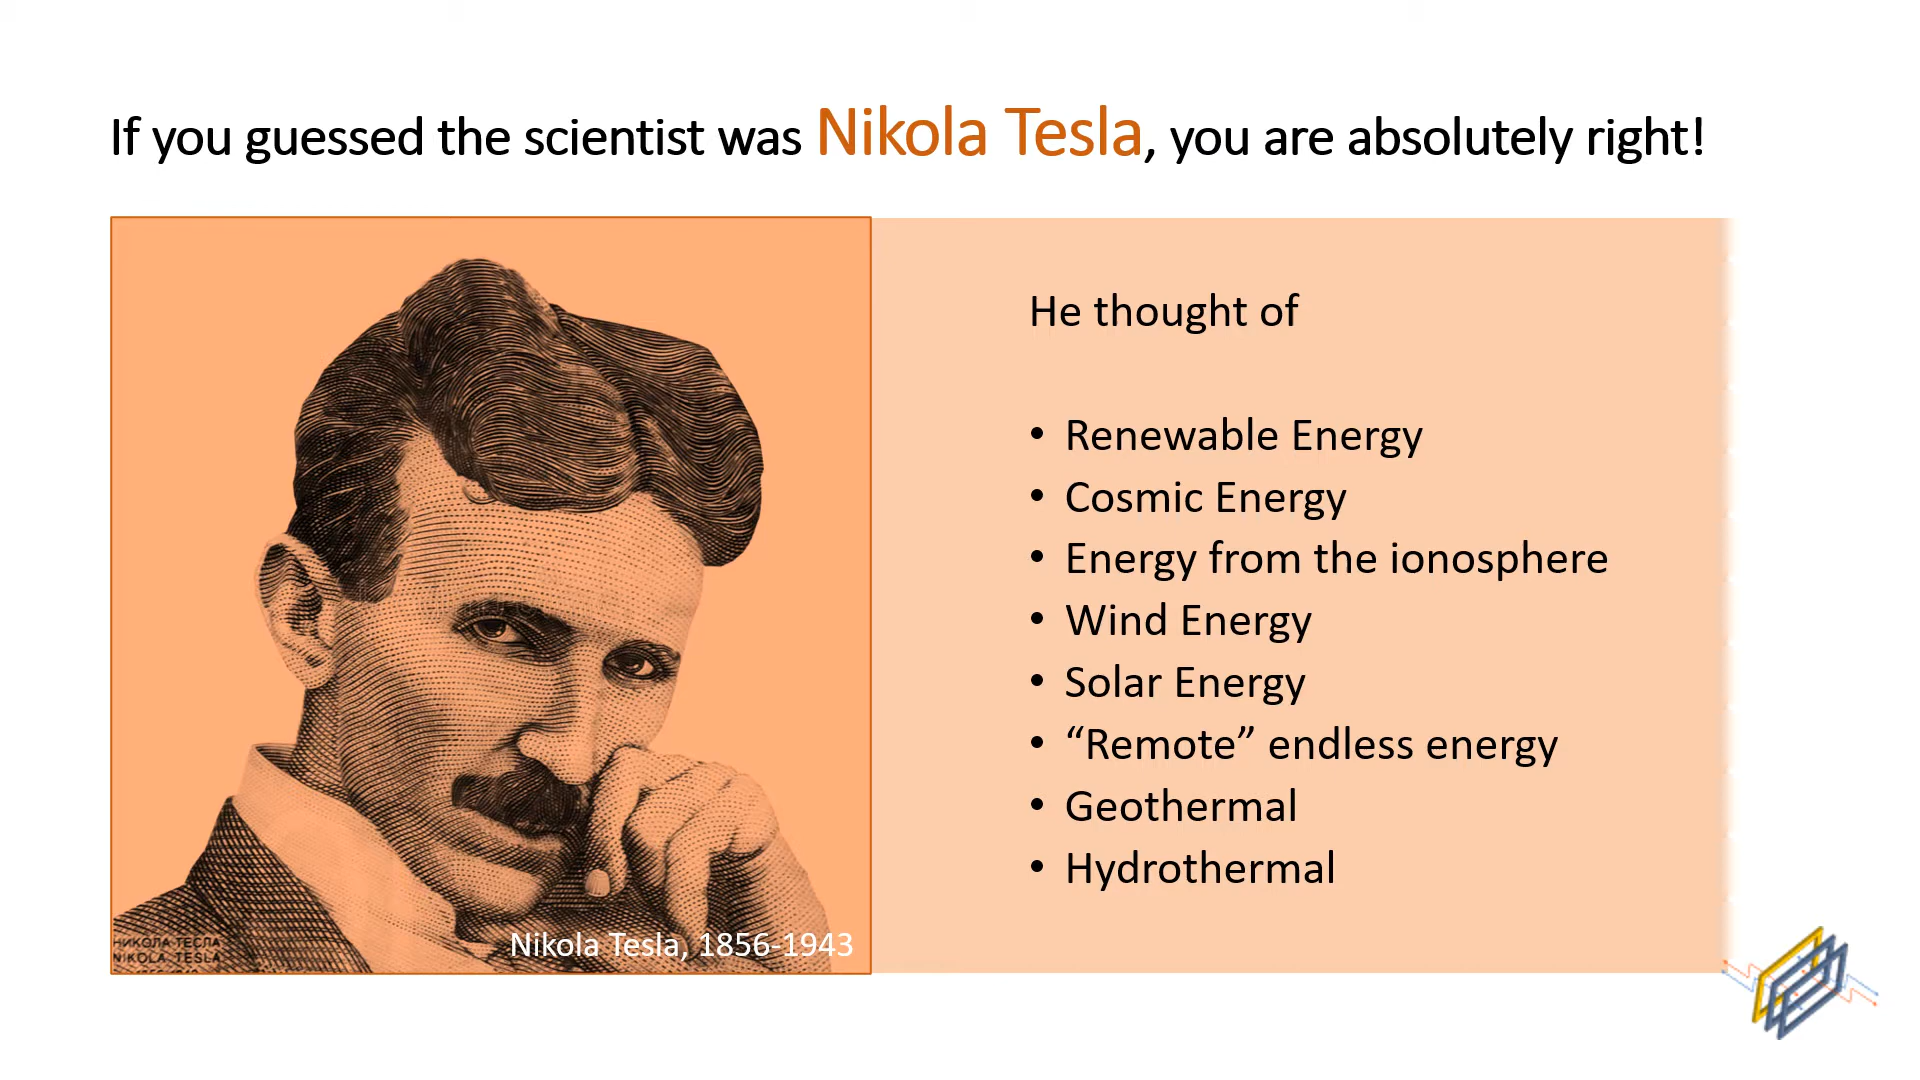 If you guessed the scientist was Nikola Tesla, you are absolutely right!
He thought of
• Renewable Energy
• Cosmic Energy
• Energy from the ionosphere
• Wind Energy
• Solar Energy
• “Remote” endless energy
• Geothermal
• Hydrothermal
НИКОЛА ТЕСЛА
NIKOLA TESLA
Nikola Tesla, 1856-1943